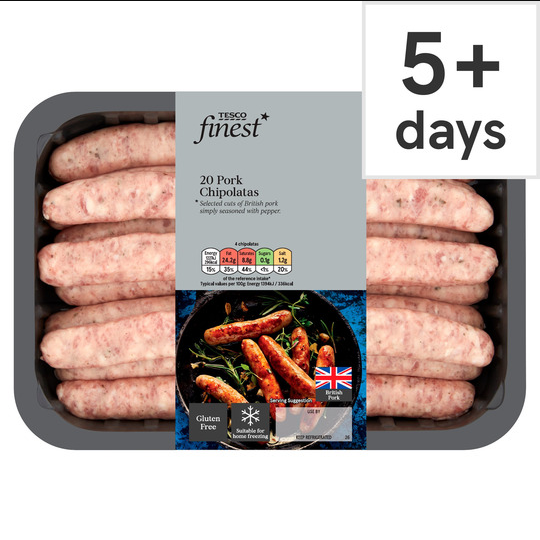 5+
days
TESCO
finest*
20 Pork
Chipolatas
* Selected cuts of British pork
simply seasoned with pepper.
4 chipolatas
Energy Fat Saturates Sugars Salt
24.2g 8.8g 0.1g 1.2g
15% 35% 44% <1% 20%
of the reference intake*
Typical values per 100g: Energy 1394kJ / 336kcal
Serving Suggestion
British
Pork
USE BY
Gluten
Free
Suitable for
home freezing
KEEP REFRIGERATED